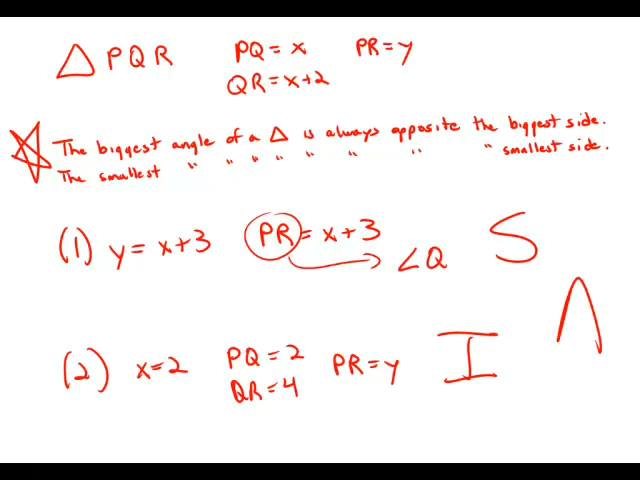 △ PQR PQ = x PR = y
QR = x+2
The biggest angle of a △ is always opposite the biggest side.
The smallest " " " " " " " " " smallest side.
(1) y = x+3 PR = x+3 ∠Q S
(2) x=2 PQ = 2 PR = y I
QR = 4